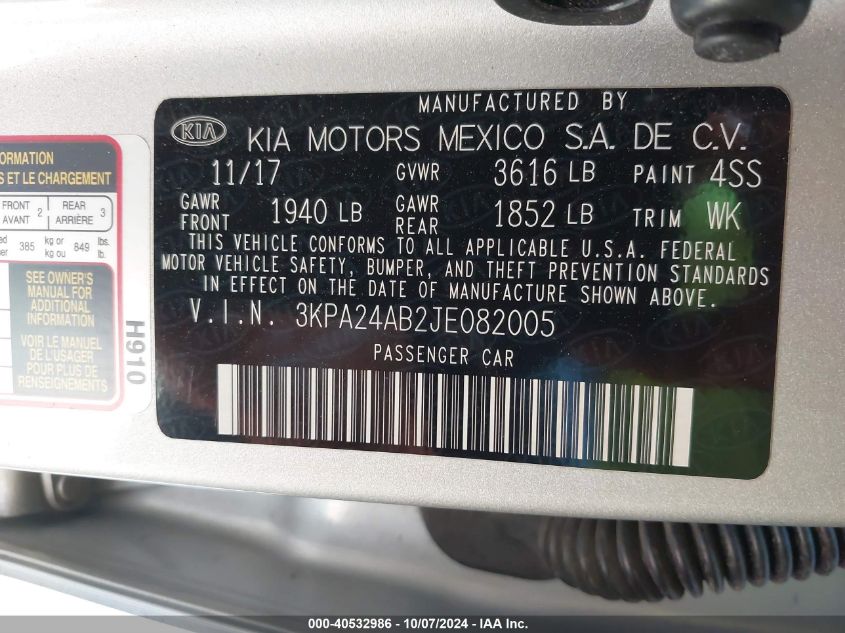 MANUFACTURED BY
KIA KIA MOTORS MEXICO S.A. DE C.V.
11/17 GVWR 3616 LB PAINT 4SS
GAWR FRONT 1940 LB GAWR REAR 1852 LB TRIM WK
THIS VEHICLE CONFORMS TO ALL APPLICABLE U.S.A. FEDERAL
MOTOR VEHICLE SAFETY, BUMPER, AND THEFT PREVENTION STANDARDS
IN EFFECT ON THE DATE OF MANUFACTURE SHOWN ABOVE.
V.I.N. 3KPA24AB2JE082005
PASSENGER CAR
ET LE CHARGEMENT
FRONT 2 REAR 3
AVANT ARRIÈRE
385 kg or 849 lbs.
kg ou lb.
SEE OWNER'S
MANUAL FOR
ADDITIONAL
INFORMATION
VOIR LE MANUEL
DE L'USAGER
POUR PLUS DE
RENSEIGNEMENTS
H910
000-40532986 - 10/07/2024 - IAA Inc.